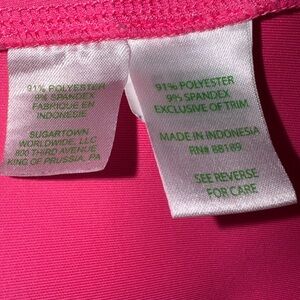 91% POLYESTER
9% SPANDEX
FABRIQUE EN
INDONESIE
SUGARTOWN
WORLDWIDE, LLC
800 THIRD AVENUE
KING OF PRUSSIA, PA
91% POLYESTER
9% SPANDEX
EXCLUSIVE OF TRIM
MADE IN INDONESIA
RN# 88189
SEE REVERSE
FOR CARE